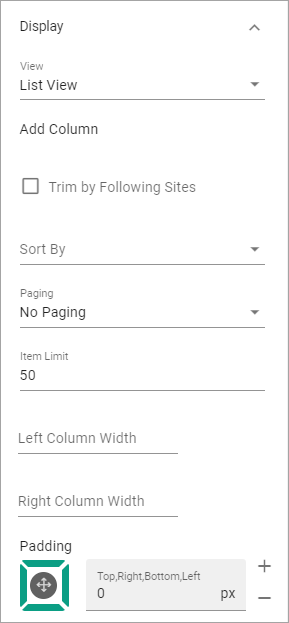 Display
View
List View
Add Column
Trim by Following Sites
Sort By
Paging
No Paging
Item Limit
50
Left Column Width
Right Column Width
Padding
Top,Right,Bottom,Left
0 px